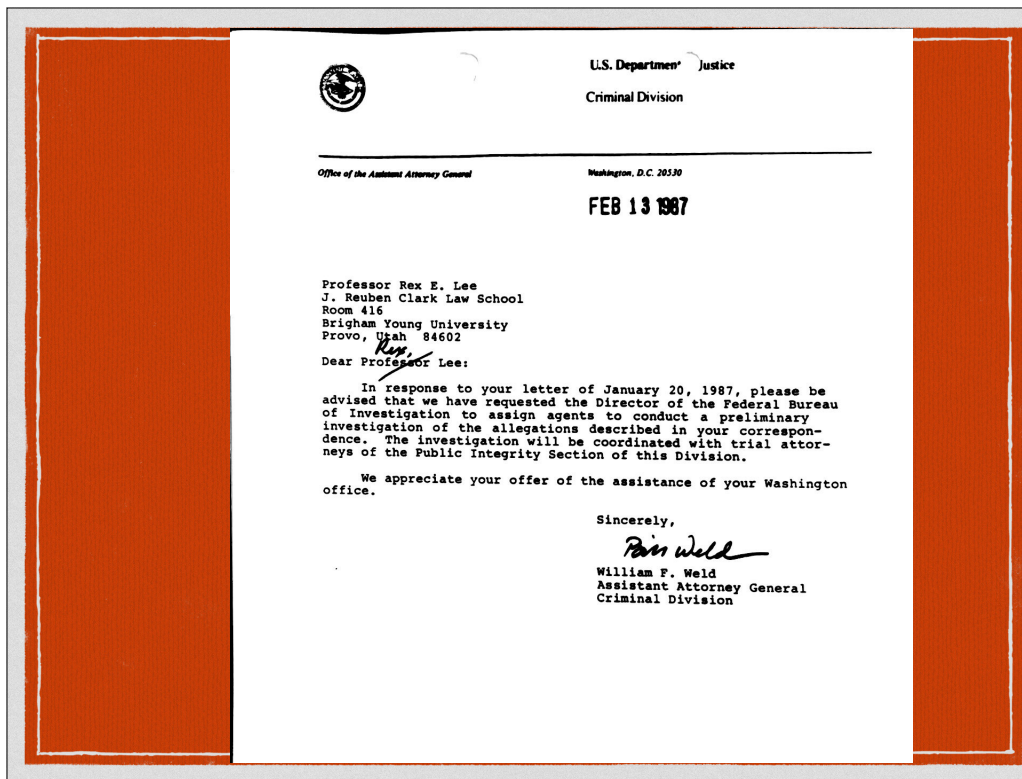 U.S. Departmen Justice
Criminal Division
Office of the Assistant Attorney General
Washington, D.C. 20530
FEB 13 1987
Professor Rex E. Lee
J. Reuben Clark Law School
Room 416
Brigham Young University
Provo, Utah 84602
Rex,
Dear Professor Lee:
In response to your letter of January 20, 1987, please be
advised that we have requested the Director of the Federal Bureau
of Investigation to assign agents to conduct a preliminary
investigation of the allegations described in your correspon-
dence. The investigation will be coordinated with trial attor-
neys of the Public Integrity Section of this Division.
We appreciate your offer of the assistance of your Washington
office.
Sincerely,
Bill Weld
William F. Weld
Assistant Attorney General
Criminal Division